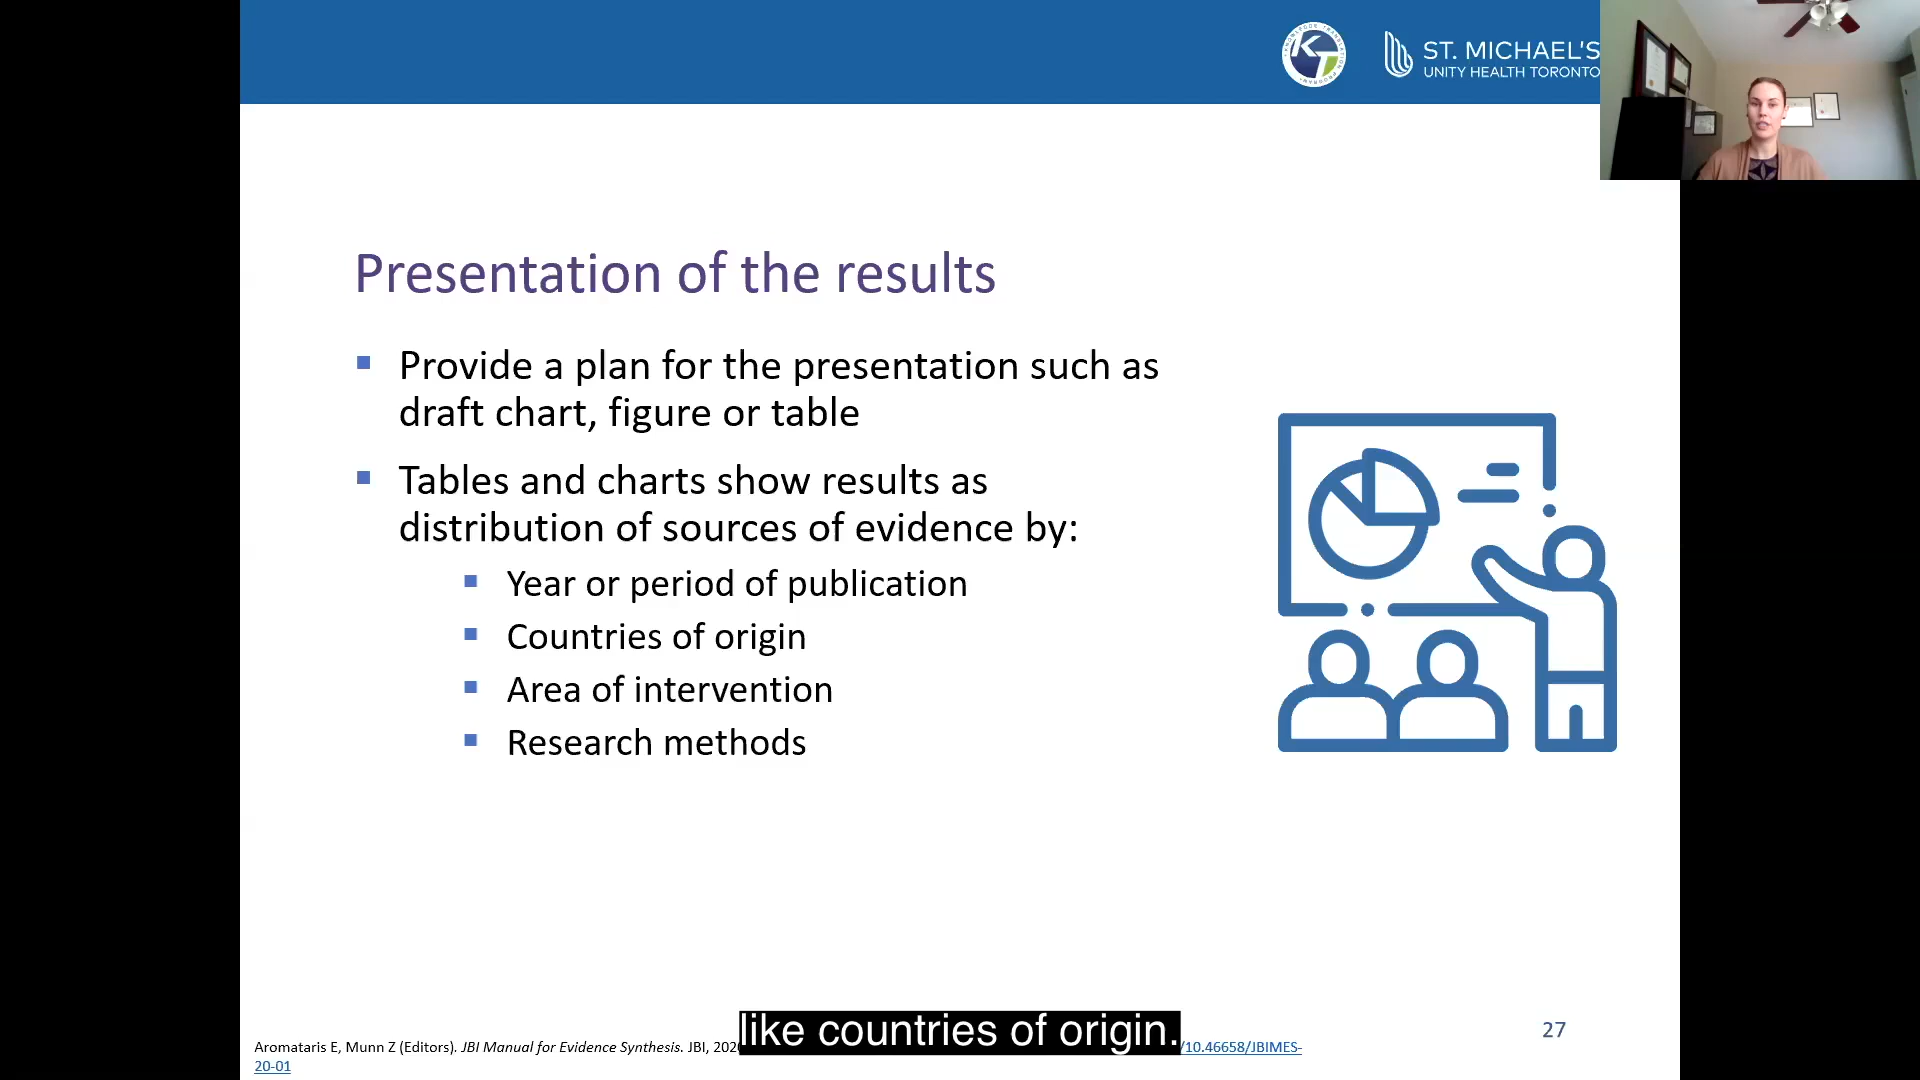 ST. MICHAEL'S
UNITY HEALTH TORONTO
KT
Presentation of the results
Provide a plan for the presentation such as
draft chart, figure or table
Tables and charts show results as
distribution of sources of evidence by:
Year or period of publication
Countries of origin
Area of intervention
Research methods
like countries of origin.
27
Aromataris E, Munn Z (Editors). JBI Manual for Evidence Synthesis. JBI, 2020 /10.46658/JBIMES-
20-01